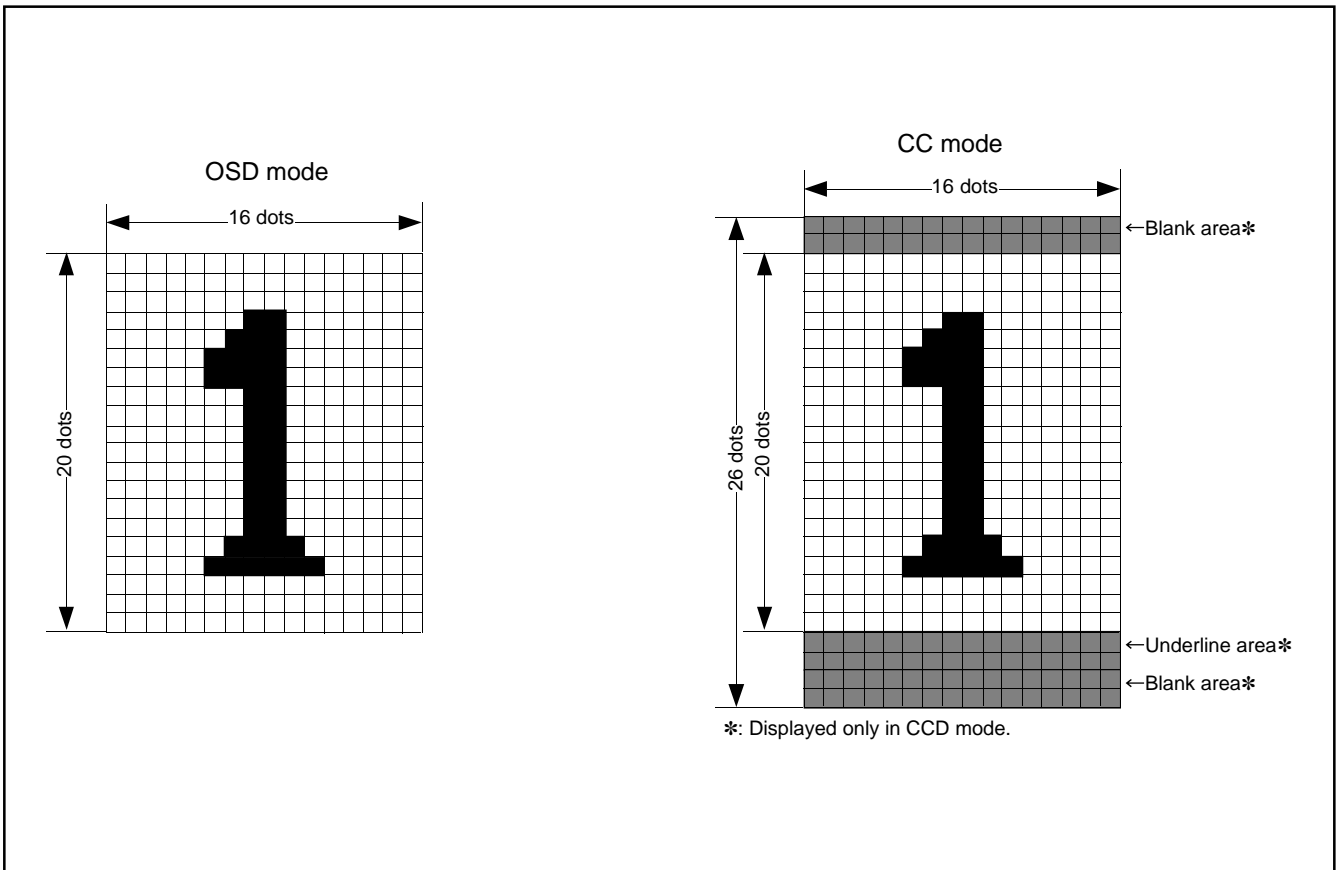 OSD mode
16 dots
20 dots
CC mode
16 dots
26 dots
20 dots
←Blank area✽
←Underline area✽
←Blank area✽
✽: Displayed only in CCD mode.